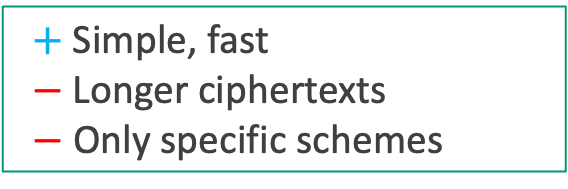 + Simple, fast
− Longer ciphertexts
− Only specific schemes